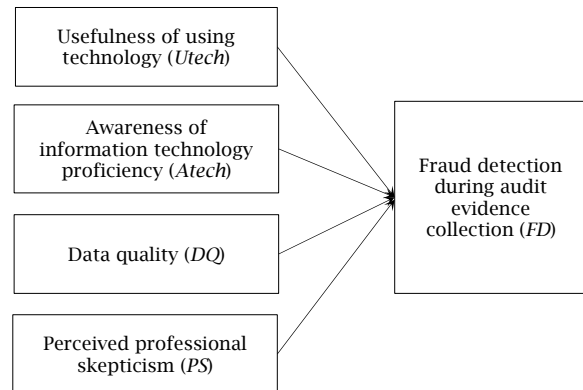 Usefulness of using
technology (Utech)
Awareness of
information technology
proficiency (Atech)
Data quality (DQ)
Perceived professional
skepticism (PS)
Fraud detection
during audit
evidence
collection (FD)